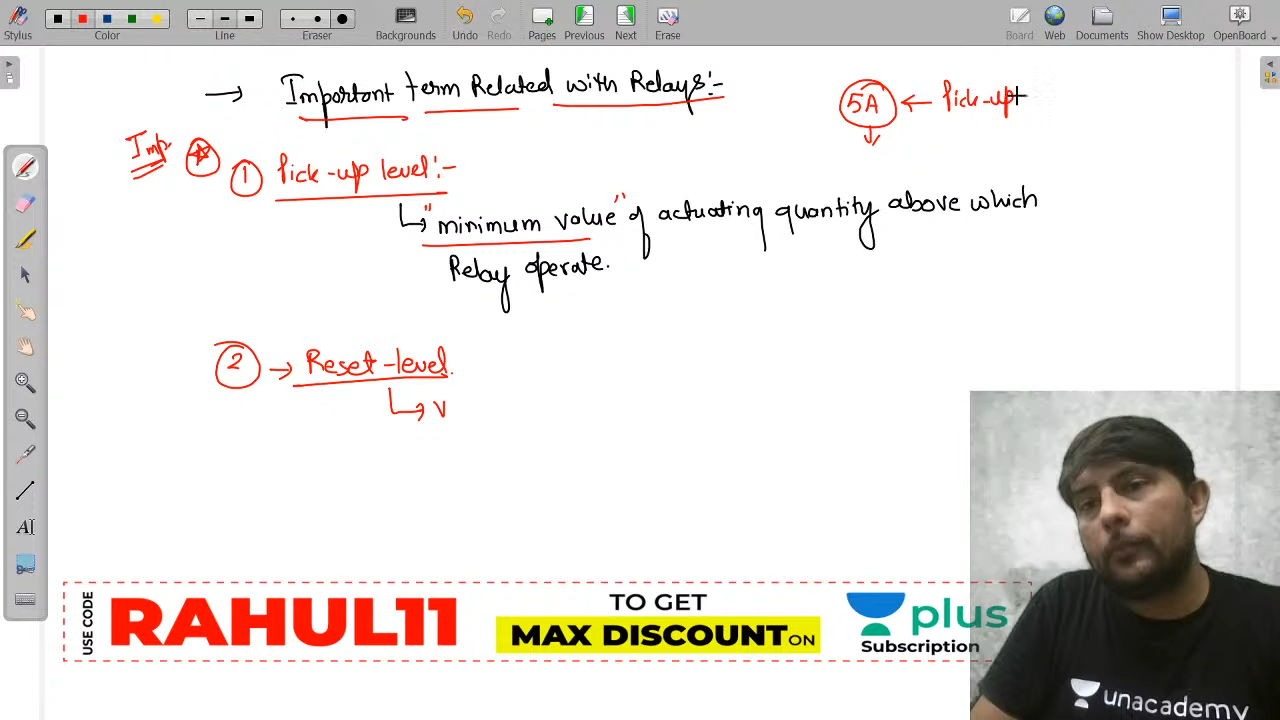 Stylus
Color
Line
Eraser
Backgrounds
Undo
Redo
Pages
Previous
Next
Erase
Board
Web
Documents
Show Desktop
OpenBoard
→ Important term Related with Relays:-
5A ← Pick-up
Imp
① Pick-up level:-
"minimum value" of actuating quantity above which
Relay operate.
② → Reset-level.
↳ v
USE CODE
RAHUL11
TO GET
MAX DISCOUNT ON
plus
Subscription
unacademy